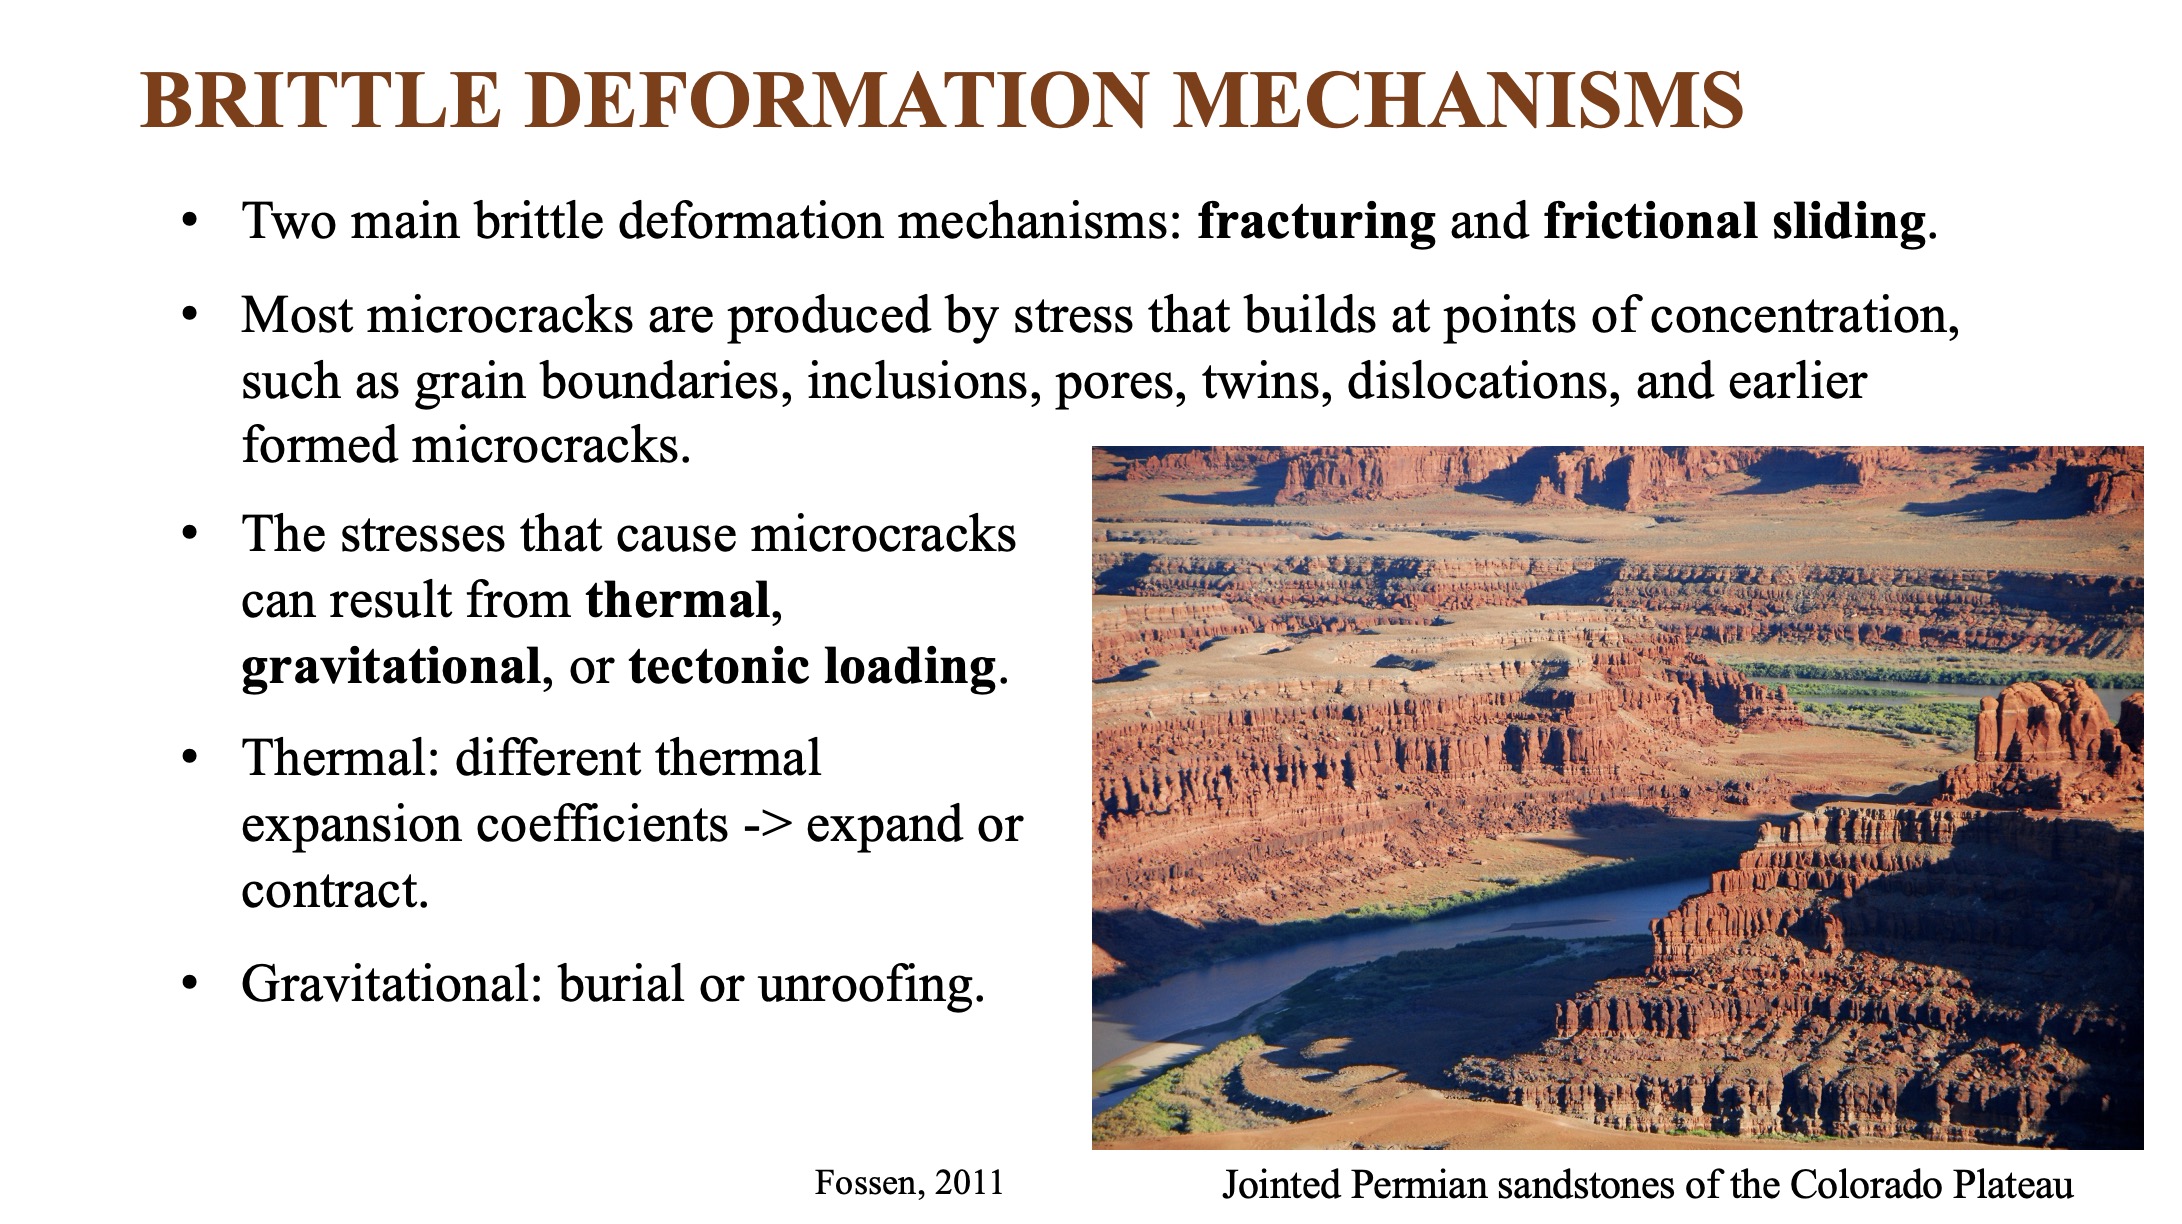 BRITTLE DEFORMATION MECHANISMS
• Two main brittle deformation mechanisms: fracturing and frictional sliding.
• Most microcracks are produced by stress that builds at points of concentration,
such as grain boundaries, inclusions, pores, twins, dislocations, and earlier
formed microcracks.
• The stresses that cause microcracks
can result from thermal,
gravitational, or tectonic loading.
• Thermal: different thermal
expansion coefficients -> expand or
contract.
• Gravitational: burial or unroofing.
Fossen, 2011
Jointed Permian sandstones of the Colorado Plateau